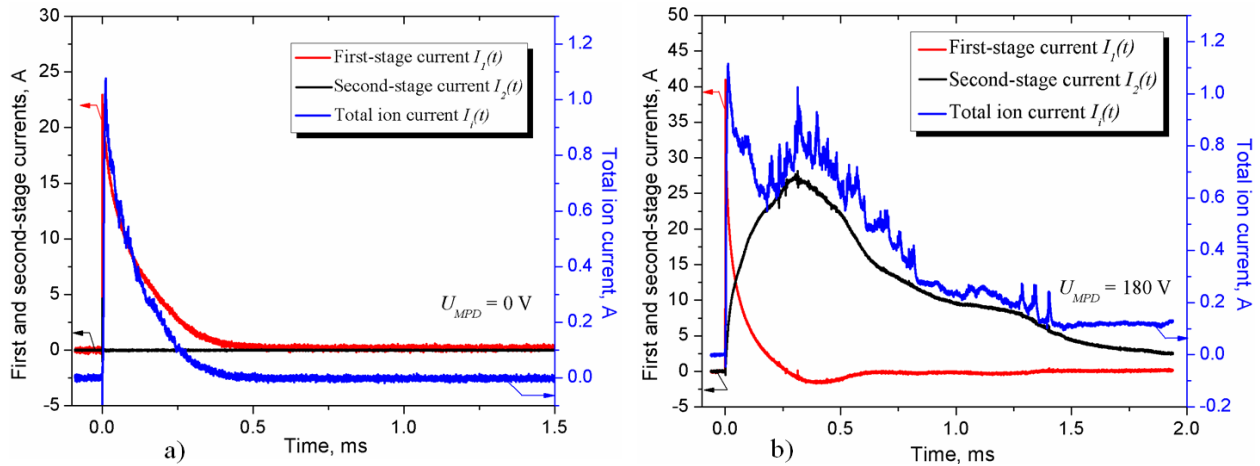 30
25
20
15
10
5
0
-5
First and second-stage currents, A
First-stage current I₁(t)
Second-stage current I₂(t)
Total ion current Iᵢ(t)
U_MPD = 0 V
1.2
1.0
0.8
0.6
0.4
0.2
0.0
Total ion current, A
0.0 0.5 1.0 1.5
Time, ms
a)
50
45
40
35
30
25
20
15
10
5
0
-5
First and second-stage currents, A
First-stage current I₁(t)
Second-stage current I₂(t)
Total ion current Iᵢ(t)
U_MPD = 180 V
1.2
1.0
0.8
0.6
0.4
0.2
0.0
-0.2
Total ion current, A
0.0 0.5 1.0 1.5 2.0
Time, ms
b)